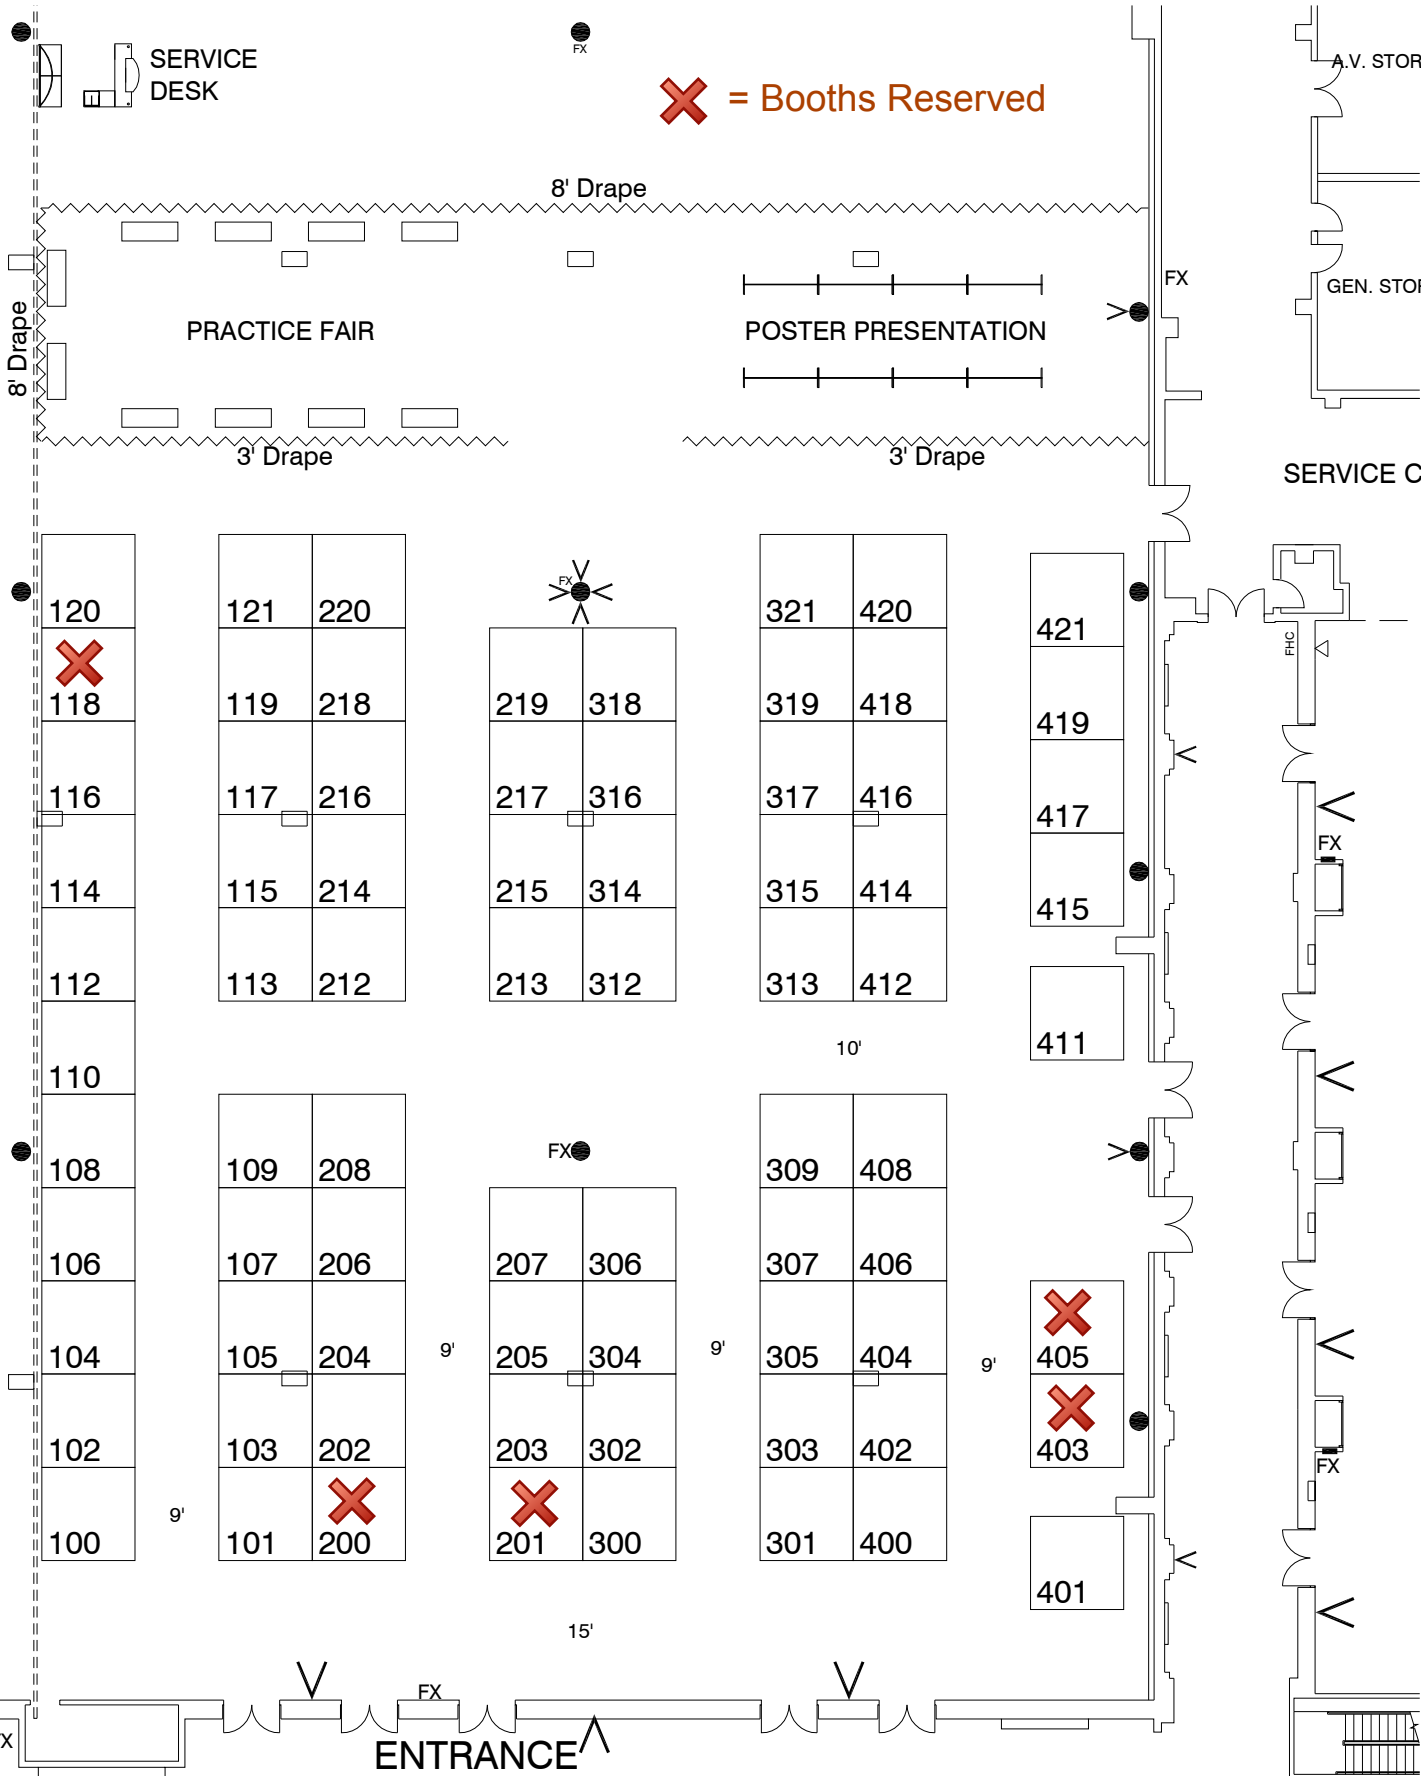 SERVICE
DESK
FX
= Booths Reserved
A.V. STOR
8' Drape
FX
GEN. STOR
8' Drape
PRACTICE FAIR
POSTER PRESENTATION
3' Drape
3' Drape
SERVICE C
FX
120 121 220 321 420 421
FHC
118 119 218 219 318 319 418 419
116 117 216 217 316 317 416 417
FX
114 115 214 215 314 315 414 415
112 113 212 213 312 313 412
10' 411
110
FX
108 109 208 309 408
106 107 206 207 306 307 406
9' 9' 9'
104 105 204 205 304 305 404 405
102 103 202 203 302 303 402 403
FX
9'
100 101 200 201 300 301 400
401
15'
FX
X
ENTRANCE